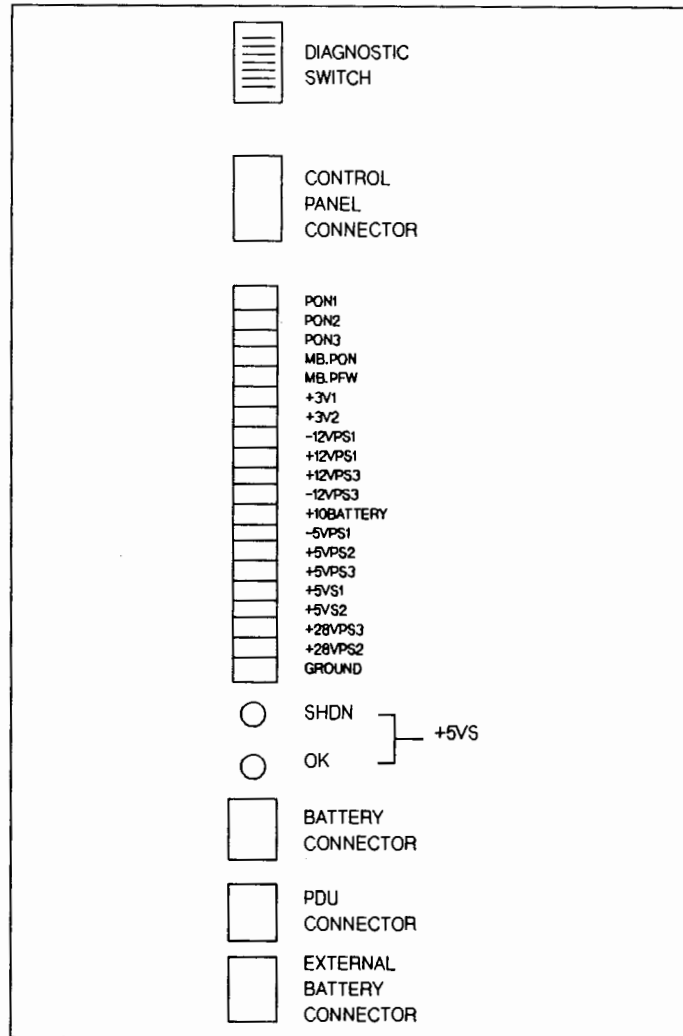 DIAGNOSTIC
SWITCH
CONTROL
PANEL
CONNECTOR
PON1
PON2
PON3
MB.PON
MB.PFW
+3V1
+3V2
-12VPS1
+12VPS1
+12VPS3
-12VPS3
+10BATTERY
-5VPS1
+5VPS2
+5VPS3
+5VS1
+5VS2
+28VPS3
+28VPS2
GROUND
SHDN
+5VS
OK
BATTERY
CONNECTOR
PDU
CONNECTOR
EXTERNAL
BATTERY
CONNECTOR